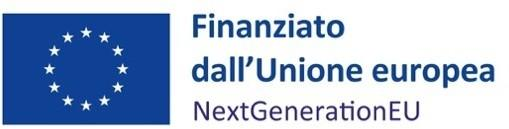 Finanziato
dall’Unione europea
NextGenerationEU